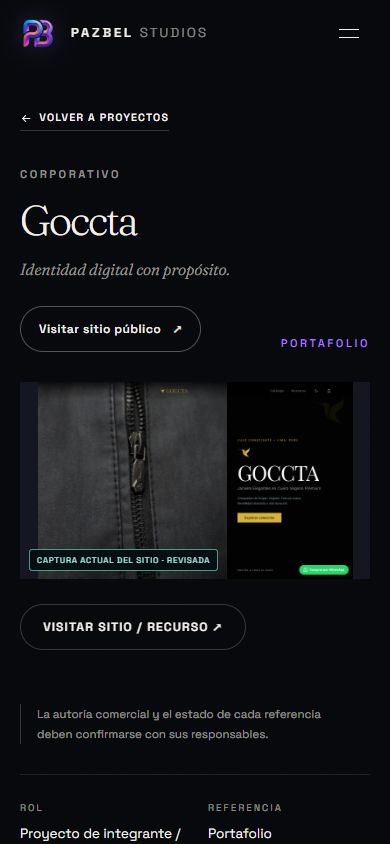 PAZBEL STUDIOS
← VOLVER A PROYECTOS
CORPORATIVO
Goccta
Identidad digital con propósito.
Visitar sitio público ↗
PORTAFOLIO
GOCCTA
GOCCTA
CAPTURA ACTUAL DEL SITIO · REVISADA
VISITAR SITIO / RECURSO ↗
La autoría comercial y el estado de cada referencia
deben confirmarse con sus responsables.
ROL
REFERENCIA
Proyecto de integrante /
Portafolio